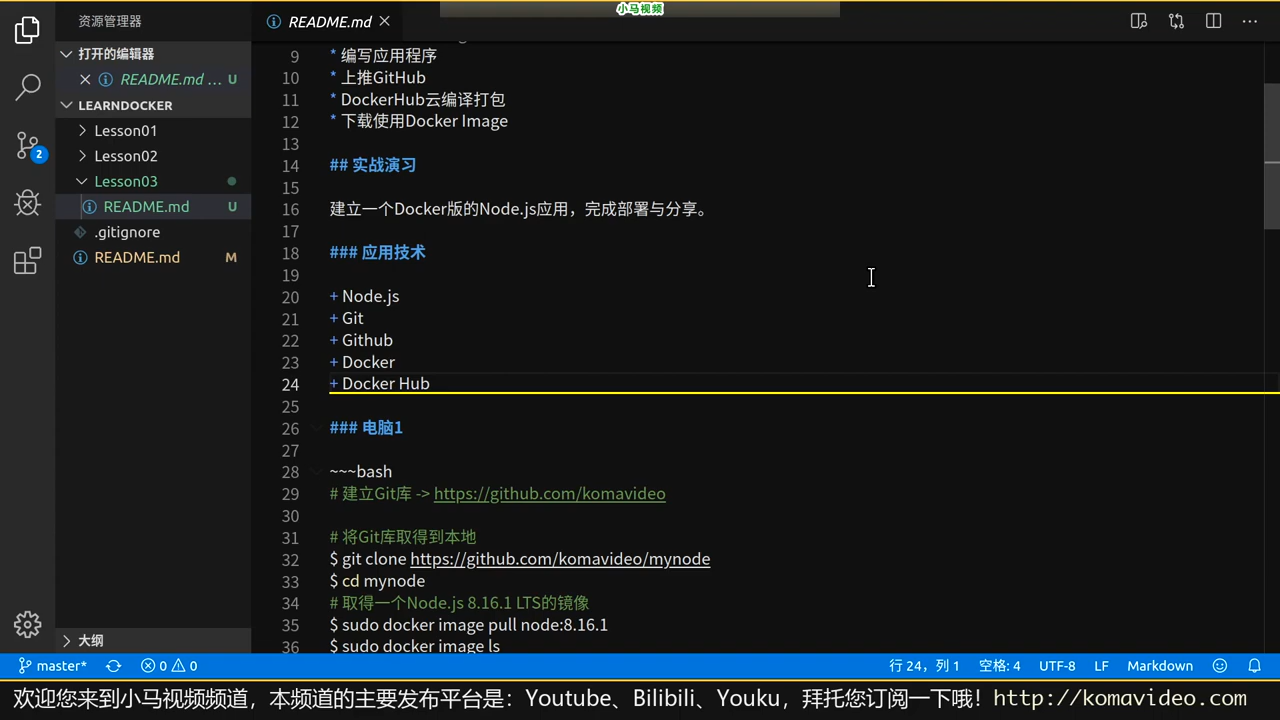 小马视频
资源管理器
README.md
打开的编辑器
README.md ... U
LEARNDOCKER
Lesson01
Lesson02
Lesson03
README.md U
.gitignore
README.md M
大纲
9 * 编写应用程序
10 * 上推GitHub
11 * DockerHub云编译打包
12 * 下载使用Docker Image
13
14 ## 实战演习
15
16 建立一个Docker版的Node.js应用，完成部署与分享。
17
18 ### 应用技术
19
20 + Node.js
21 + Git
22 + Github
23 + Docker
24 + Docker Hub
25
26 ### 电脑1
27
28 ~~~bash
29 # 建立Git库 -> https://github.com/komavideo
30
31 # 将Git库取得到本地
32 $ git clone https://github.com/komavideo/mynode
33 $ cd mynode
34 # 取得一个Node.js 8.16.1 LTS的镜像
35 $ sudo docker image pull node:8.16.1
36 $ sudo docker image ls
2
master* 0 0 行 24，列 1 空格: 4 UTF-8 LF Markdown
欢迎您来到小马视频频道，本频道的主要发布平台是：Youtube、Bilibili、Youku，拜托您订阅一下哦！http://komavideo.com